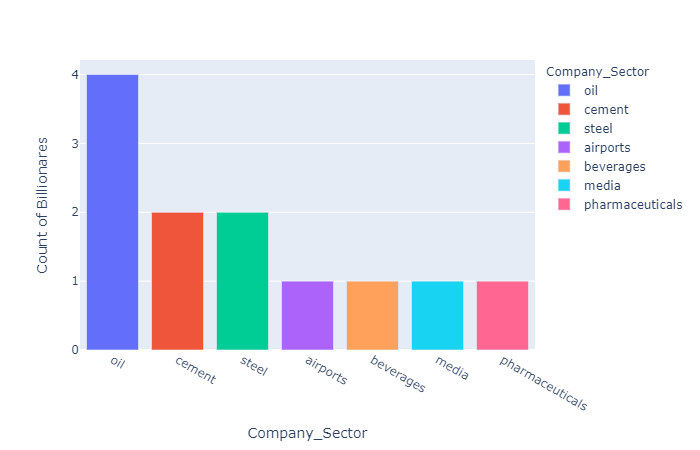 Count of Billionares
4
3
2
1
0
oil
cement
steel
airports
beverages
media
pharmaceuticals
Company_Sector
Company_Sector
oil
cement
steel
airports
beverages
media
pharmaceuticals